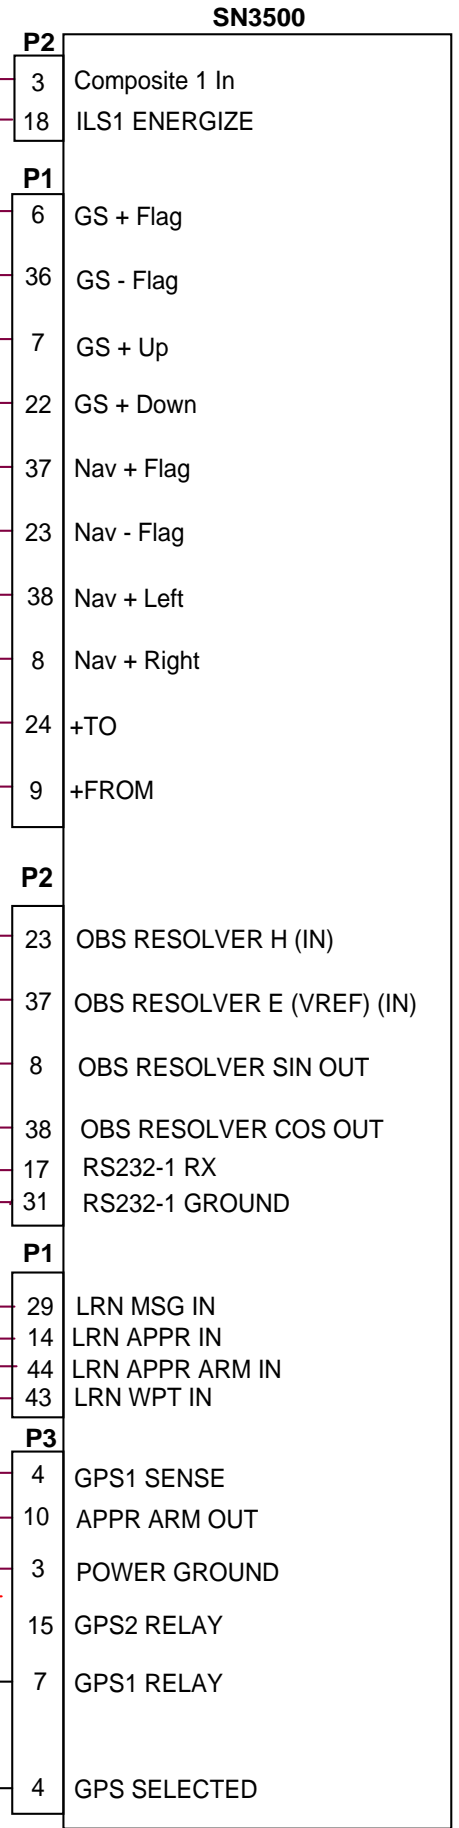 SN3500
P2
3 Composite 1 In
18 ILS1 ENERGIZE
P1
6 GS + Flag
36 GS - Flag
7 GS + Up
22 GS + Down
37 Nav + Flag
23 Nav - Flag
38 Nav + Left
8 Nav + Right
24 +TO
9 +FROM
P2
23 OBS RESOLVER H (IN)
37 OBS RESOLVER E (VREF) (IN)
8 OBS RESOLVER SIN OUT
38 OBS RESOLVER COS OUT
17 RS232-1 RX
31 RS232-1 GROUND
P1
29 LRN MSG IN
14 LRN APPR IN
44 LRN APPR ARM IN
43 LRN WPT IN
P3
4 GPS1 SENSE
10 APPR ARM OUT
3 POWER GROUND
15 GPS2 RELAY
7 GPS1 RELAY
4 GPS SELECTED